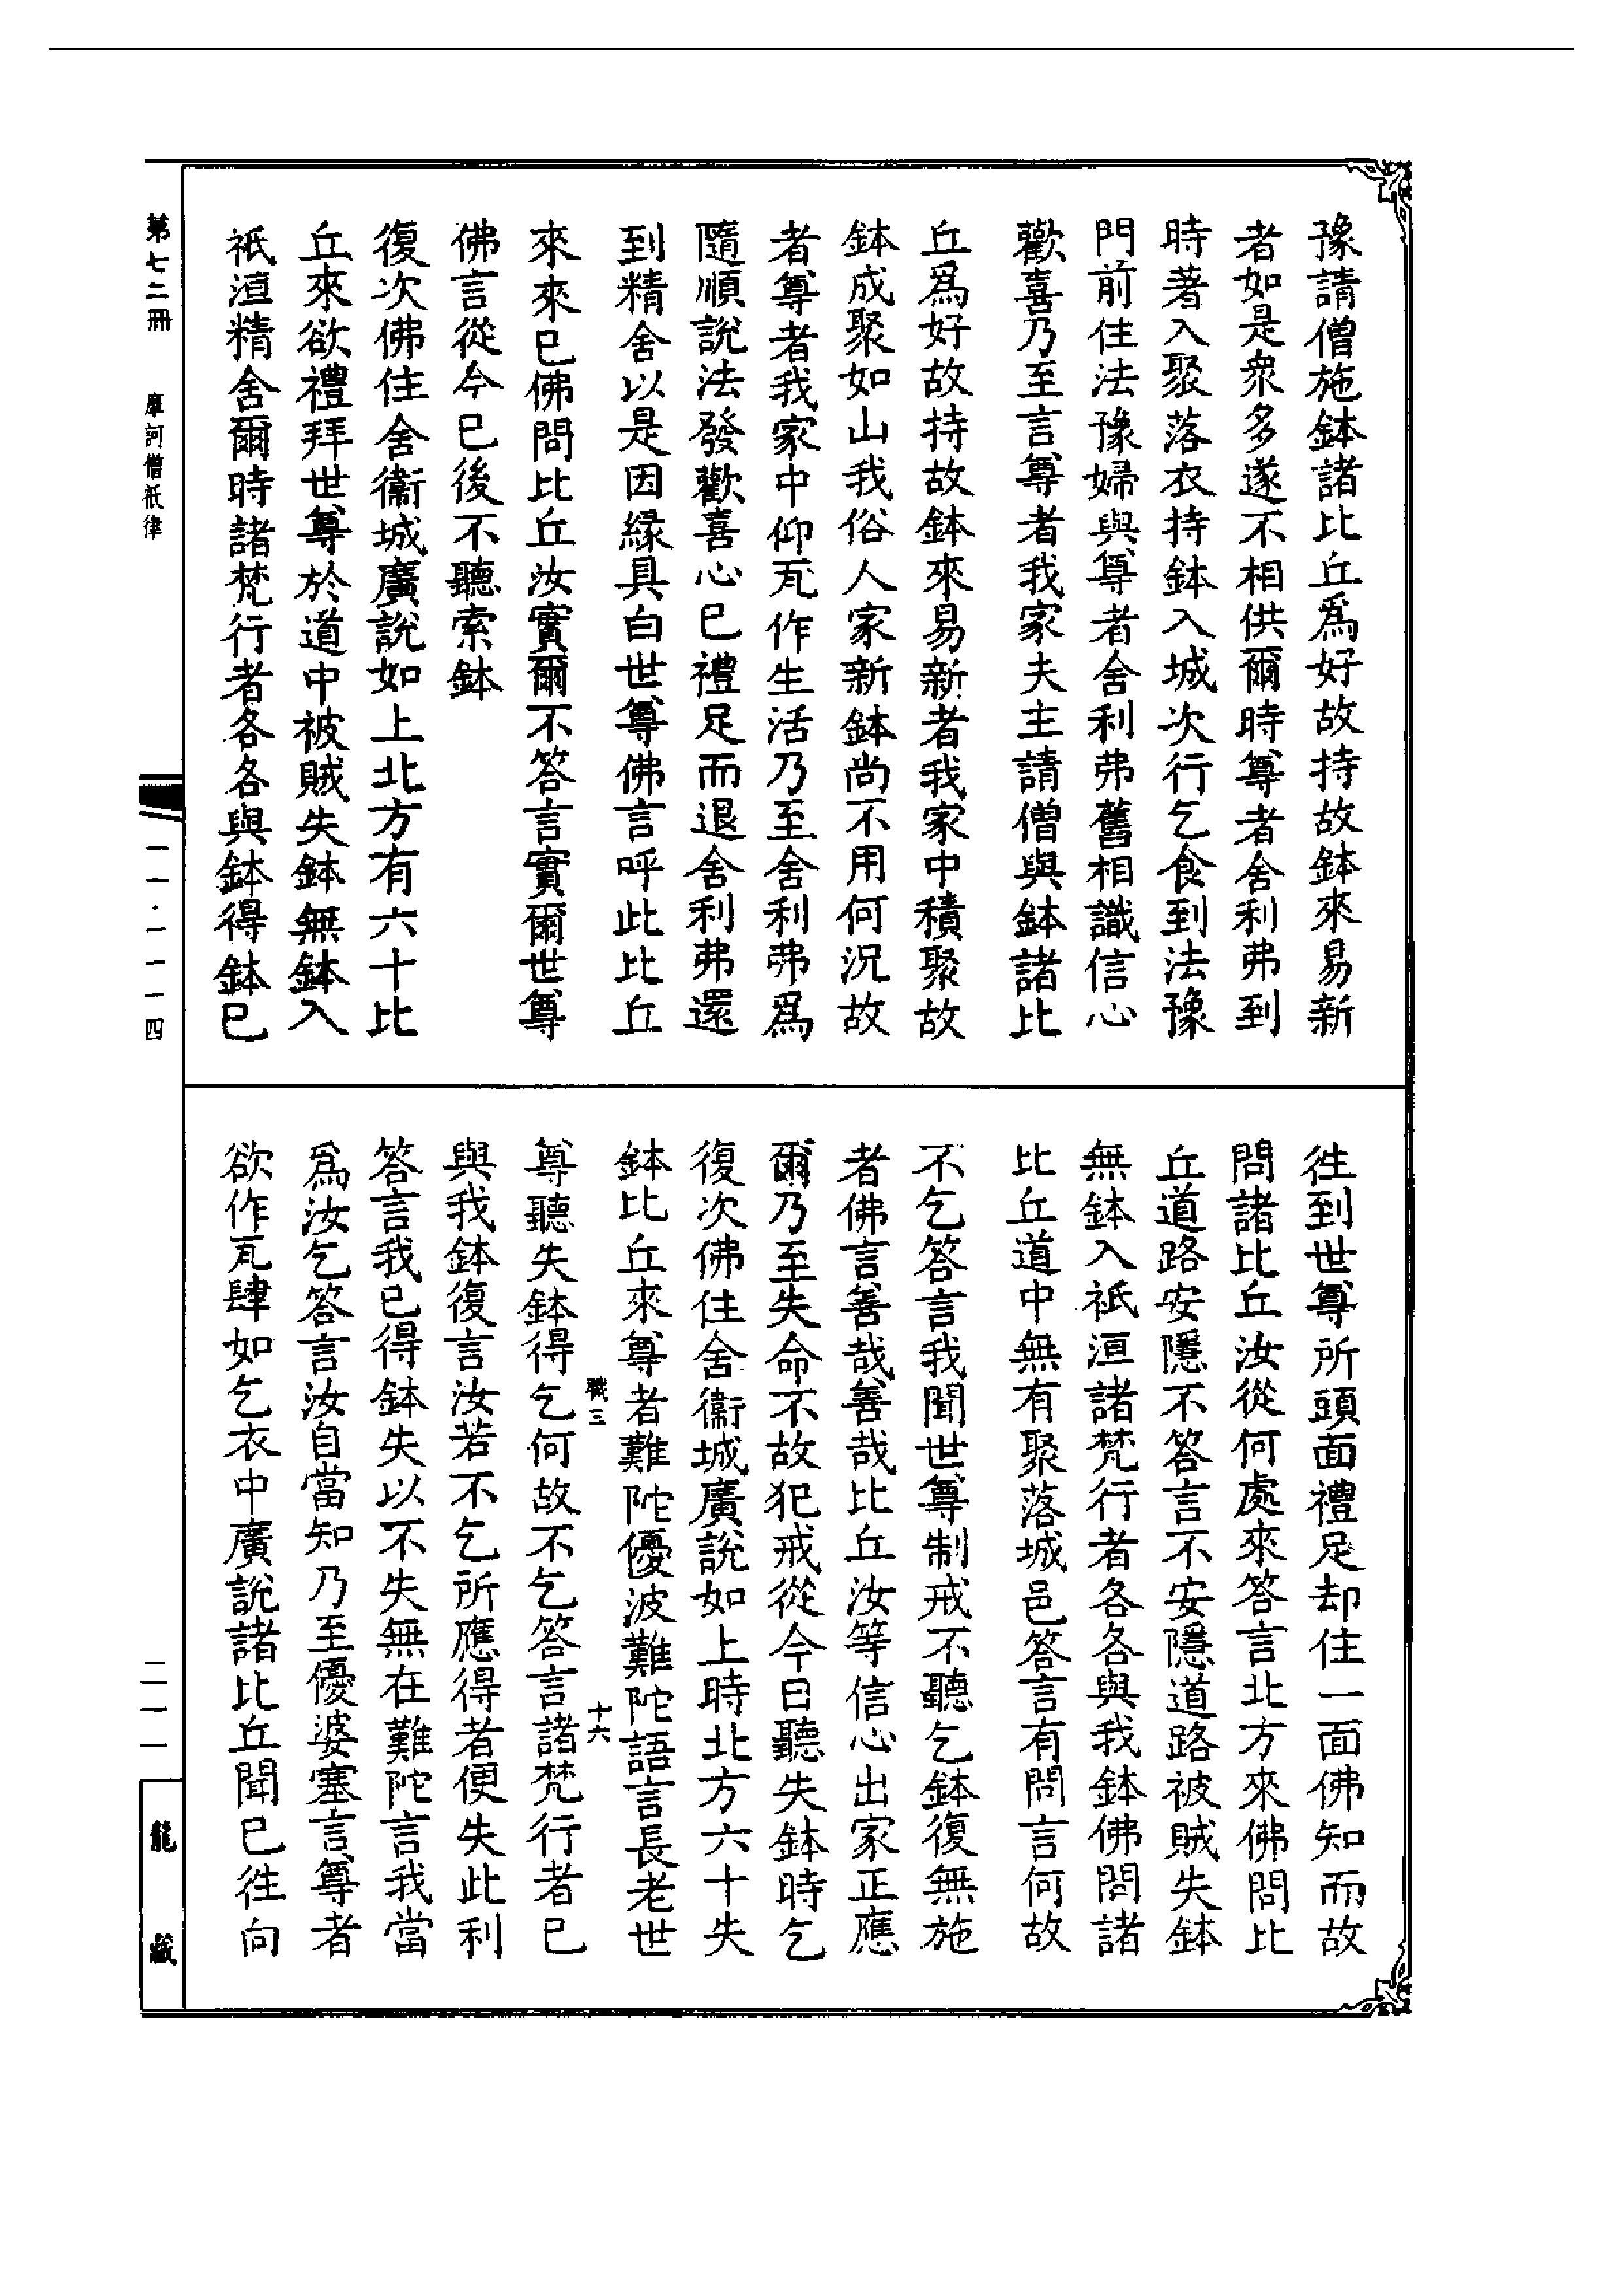 豫請僧施鉢諸比丘爲好故持故鉢來易新
者如是衆多遂不相供爾時尊者舍利弗到
時著入聚落衣持鉢入城次行乞食到法豫
門前住法豫婦與尊者舍利弗舊相識信心
歡喜乃至言尊者我家夫主請僧與鉢諸比
丘爲好故持故鉢來易新者我家中積聚故
鉢成聚如山我俗人家新鉢尚不用何況故
者尊者我家中仰瓦作生活乃至舍利弗爲
隨順說法發歡喜心已禮足而退舍利弗還
到精舍以是因緣具白世尊佛言呼此比丘
來來已佛問比丘汝實爾不答言實爾世尊
佛言從今已後不聽索鉢
復次佛住舍衞城廣說如上北方有六十比
丘來欲禮拜世尊於道中被賊失鉢無鉢入
祇洹精舍爾時諸梵行者各各與鉢得鉢已
往到世尊所頭面禮足却住一面佛知而故
問諸比丘汝從何處來答言北方來佛問比
丘道路安隱不答言不安隱道路被賊失鉢
無鉢入祇洹諸梵行者各各與我鉢佛問諸
比丘道中無有聚落城邑答言有問言何故
不乞答言我聞世尊制戒不聽乞鉢復無施
者佛言善哉善哉比丘汝等信心出家正應
爾乃至失命不故犯戒從今日聽失鉢時乞
復次佛住舍衞城廣說如上時北方六十失
鉢比丘來尊者難陀優波難陀語言長老世
職三 十六
尊聽失鉢得乞何故不乞答言諸梵行者已
與我鉢復言汝若不乞所應得者便失此利
答言我已得鉢失以不失無在難陀言我當
爲汝乞答言汝自當知乃至優婆塞言尊者
欲作瓦肆如乞衣中廣說諸比丘聞已往向
第七二冊 摩訶僧祇律
一一·一一一四
二一一
龍藏